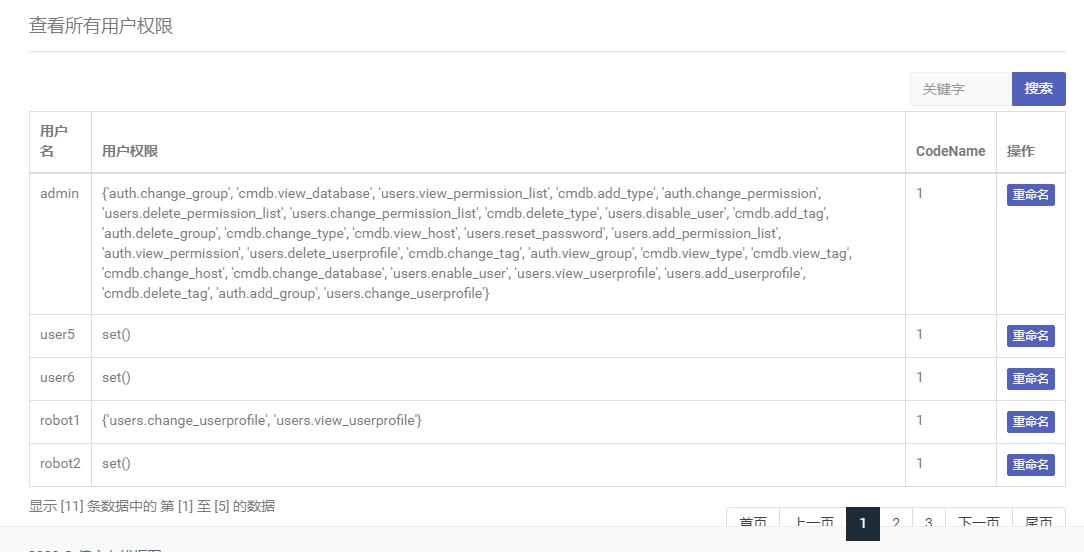 查看所有用户权限
关键字 搜索
用户名 用户权限 CodeName 操作
admin {'auth.change_group', 'cmdb.view_database', 'users.view_permission_list', 'cmdb.add_type', 'auth.change_permission', 1 重命名
'users.delete_permission_list', 'users.change_permission_list', 'cmdb.delete_type', 'users.disable_user', 'cmdb.add_tag',
'auth.delete_group', 'cmdb.change_type', 'cmdb.view_host', 'users.reset_password', 'users.add_permission_list',
'auth.view_permission', 'users.delete_userprofile', 'cmdb.change_tag', 'auth.view_group', 'cmdb.view_type', 'cmdb.view_tag',
'cmdb.change_host', 'cmdb.change_database', 'users.enable_user', 'users.view_userprofile', 'users.add_userprofile',
'cmdb.delete_tag', 'auth.add_group', 'users.change_userprofile'}
user5 set() 1 重命名
user6 set() 1 重命名
robot1 {'users.change_userprofile', 'users.view_userprofile'} 1 重命名
robot2 set() 1 重命名
显示 [11] 条数据中的 第 [1] 至 [5] 的数据
首页 上一页 1 2 3 下一页 尾页